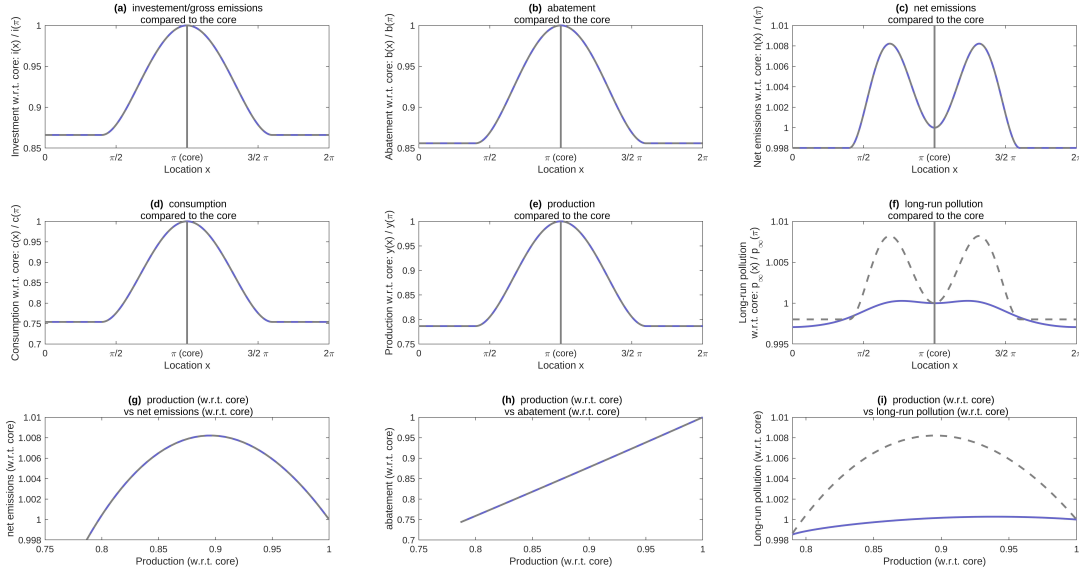 (a) investement/gross emissions
compared to the core
Investment w.r.t. core: i(x) / i(π)
1
0.95
0.9
0.85
0 π/2 π (core) 3/2 π 2π
Location x
(b) abatement
compared to the core
Abatement w.r.t. core: b(x) / b(π)
1
0.95
0.9
0.85
0 π/2 π (core) 3/2 π 2π
Location x
(c) net emissions
compared to the core
Net emissions w.r.t. core: n(x) / n(π)
1.01
1.008
1.006
1.004
1.002
1
0.998
0 π/2 π (core) 3/2 π 2π
Location x
(d) consumption
compared to the core
Consumption w.r.t. core: c(x) / c(π)
1
0.95
0.9
0.85
0.8
0.75
0.7
0 π/2 π (core) 3/2 π 2π
Location x
(e) production
compared to the core
Production w.r.t. core: y(x) / y(π)
1
0.95
0.9
0.85
0.8
0.75
0 π/2 π (core) 3/2 π 2π
Location x
(f) long-run pollution
compared to the core
Long-run pollution
w.r.t. core: p∞(x) / p∞(π)
1.01
1.005
1
0.995
0 π/2 π (core) 3/2 π 2π
Location x
(g) production (w.r.t. core)
vs net emissions (w.r.t. core)
net emissions (w.r.t. core)
1.01
1.008
1.006
1.004
1.002
1
0.998
0.75 0.8 0.85 0.9 0.95 1
Production (w.r.t. core)
(h) production (w.r.t. core)
vs abatement (w.r.t. core)
abatement (w.r.t. core)
1
0.95
0.9
0.85
0.8
0.75
0.7
0.75 0.8 0.85 0.9 0.95 1
Production (w.r.t. core)
(i) production (w.r.t. core)
vs long-run pollution (w.r.t. core)
Long-run pollution (w.r.t. core)
1.01
1.008
1.006
1.004
1.002
1
0.998
0.8 0.85 0.9 0.95 1
Production (w.r.t. core)